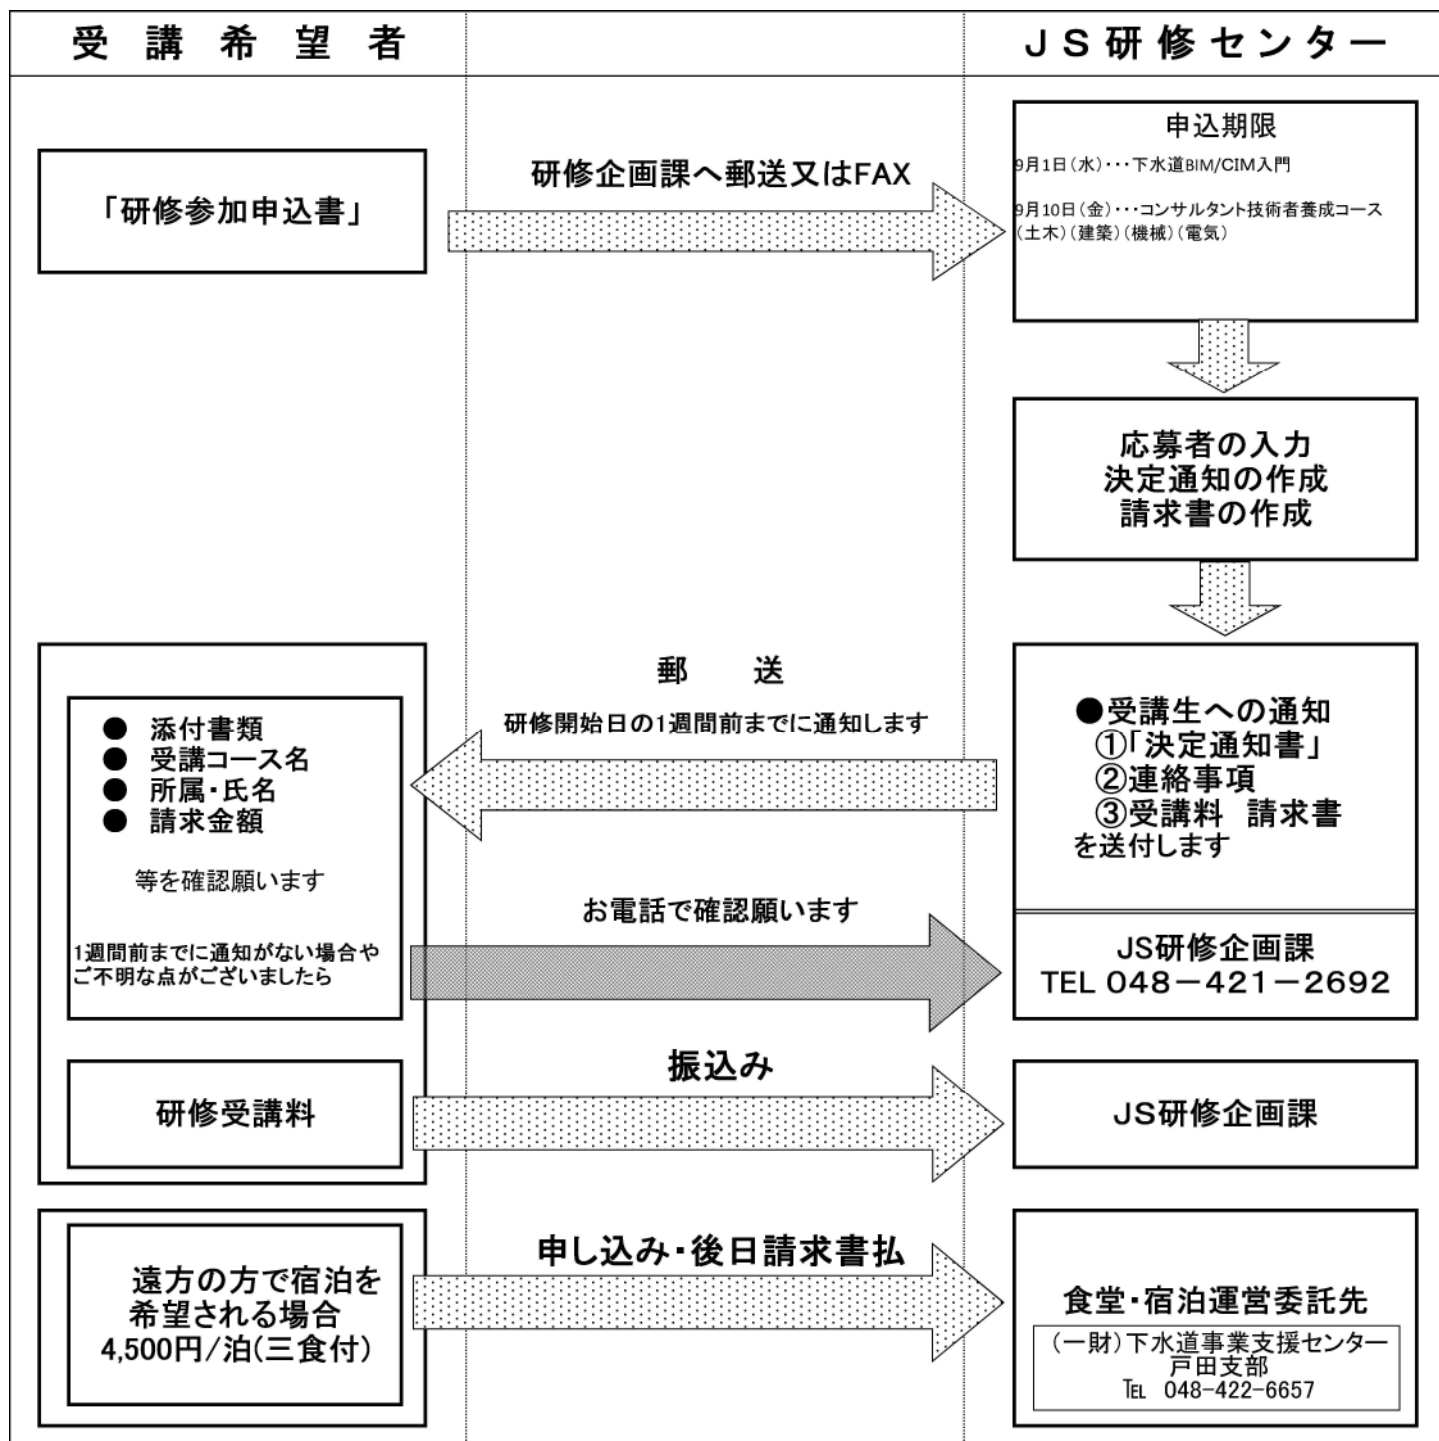 受 講 希 望 者
JS研修センター
「研修参加申込書」
研修企画課へ郵送又はFAX
申込期限
9月1日(水)･･･下水道BIM/CIM入門
9月10日(金)･･･コンサルタント技術者養成コース
(土木)(建築)(機械)(電気)
応募者の入力
決定通知の作成
請求書の作成
郵 送
研修開始日の1週間前までに通知します
● 添付書類
● 受講コース名
● 所属・氏名
● 請求金額
等を確認願います
1週間前までに通知がない場合や
ご不明な点がございましたら
●受講生への通知
①「決定通知書」
②連絡事項
③受講料 請求書
を送付します
お電話で確認願います
JS研修企画課
TEL 048－421－2692
研修受講料
振込み
JS研修企画課
遠方の方で宿泊を
希望される場合
4,500円/泊(三食付)
申し込み・後日請求書払
食堂・宿泊運営委託先
(一財)下水道事業支援センター
戸田支部
℡ 048-422-6657